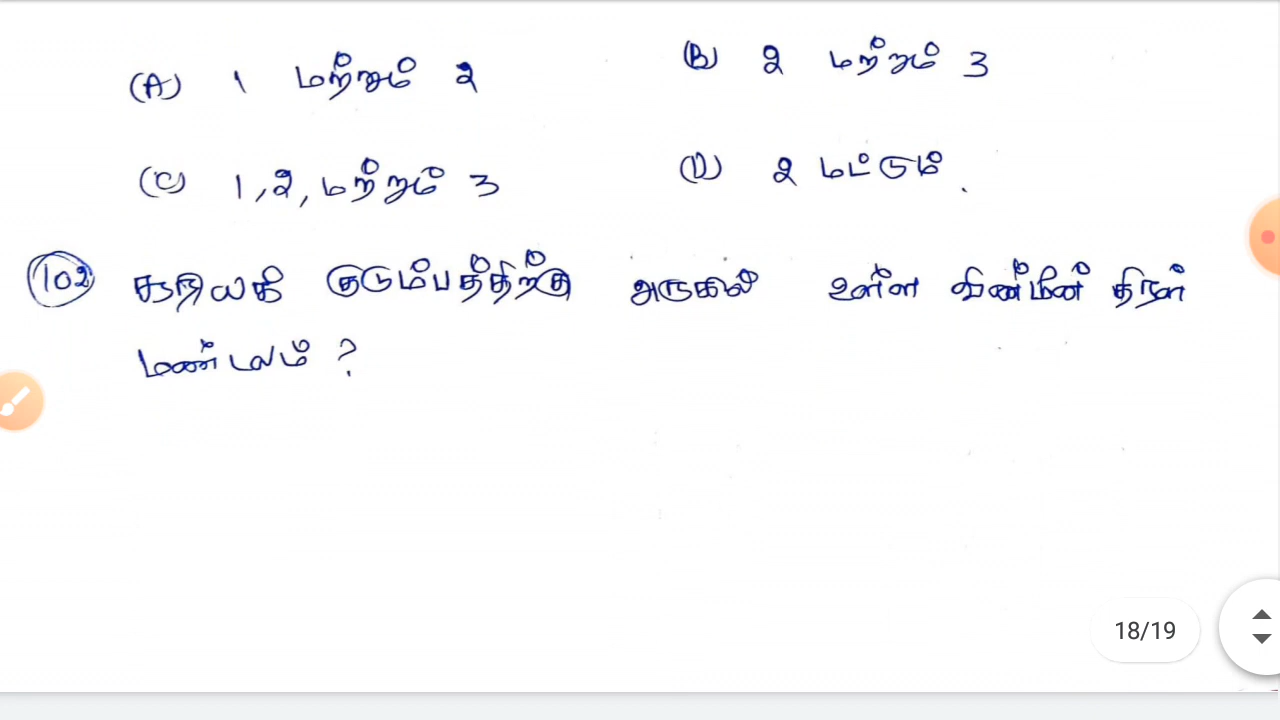 (A) 1 மற்றும் 2 (B) 2 மற்றும் 3
(C) 1,2, மற்றும் 3 (D) 2 மட்டும்.
102 சூரியக் குடும்பத்திற்கு அருகில் உள்ள விண்மீன் திரள்
மண்டலம் ?
18/19